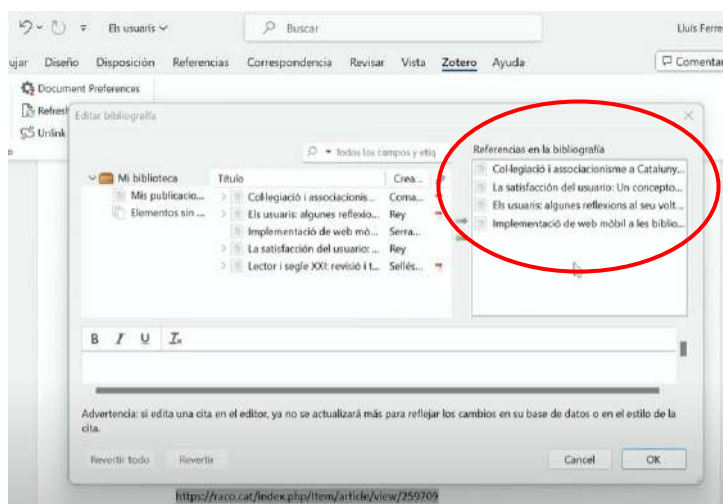 Els usuaris
Buscar
Lluís Ferre
ujar Diseño Disposición Referencias Correspondencia Revisar Vista Zotero Ayuda
Comentar
Document Preferences
Refresh
Unlink
Editar bibliografía
Todos los campos y etiq
Referencias en la bibliografía
Mi biblioteca
Mis publicacio...
Elementos sin ...
Título Crea...
Col·legiació i associacionis... Coma...
Els usuaris: algunes reflexio... Rey
Implementació de web mò... Serra...
La satisfacción del usuario: ... Rey
Lector i segle XXI: revisió i t... Sellés...
Col·legiació i associacionisme a Cataluny...
La satisfacción del usuario: Un concepto...
Els usuaris: algunes reflexions al seu volt...
Implementació de web mòbil a les biblio...
B I U Tx
Advertencia: si edita una cita en el editor, ya no se actualizará más para reflejar los cambios en su base de datos o en el estilo de la
cita.
Revertir todo Revertir
Cancel OK
https://raco.cat/index.php/Item/article/view/259709